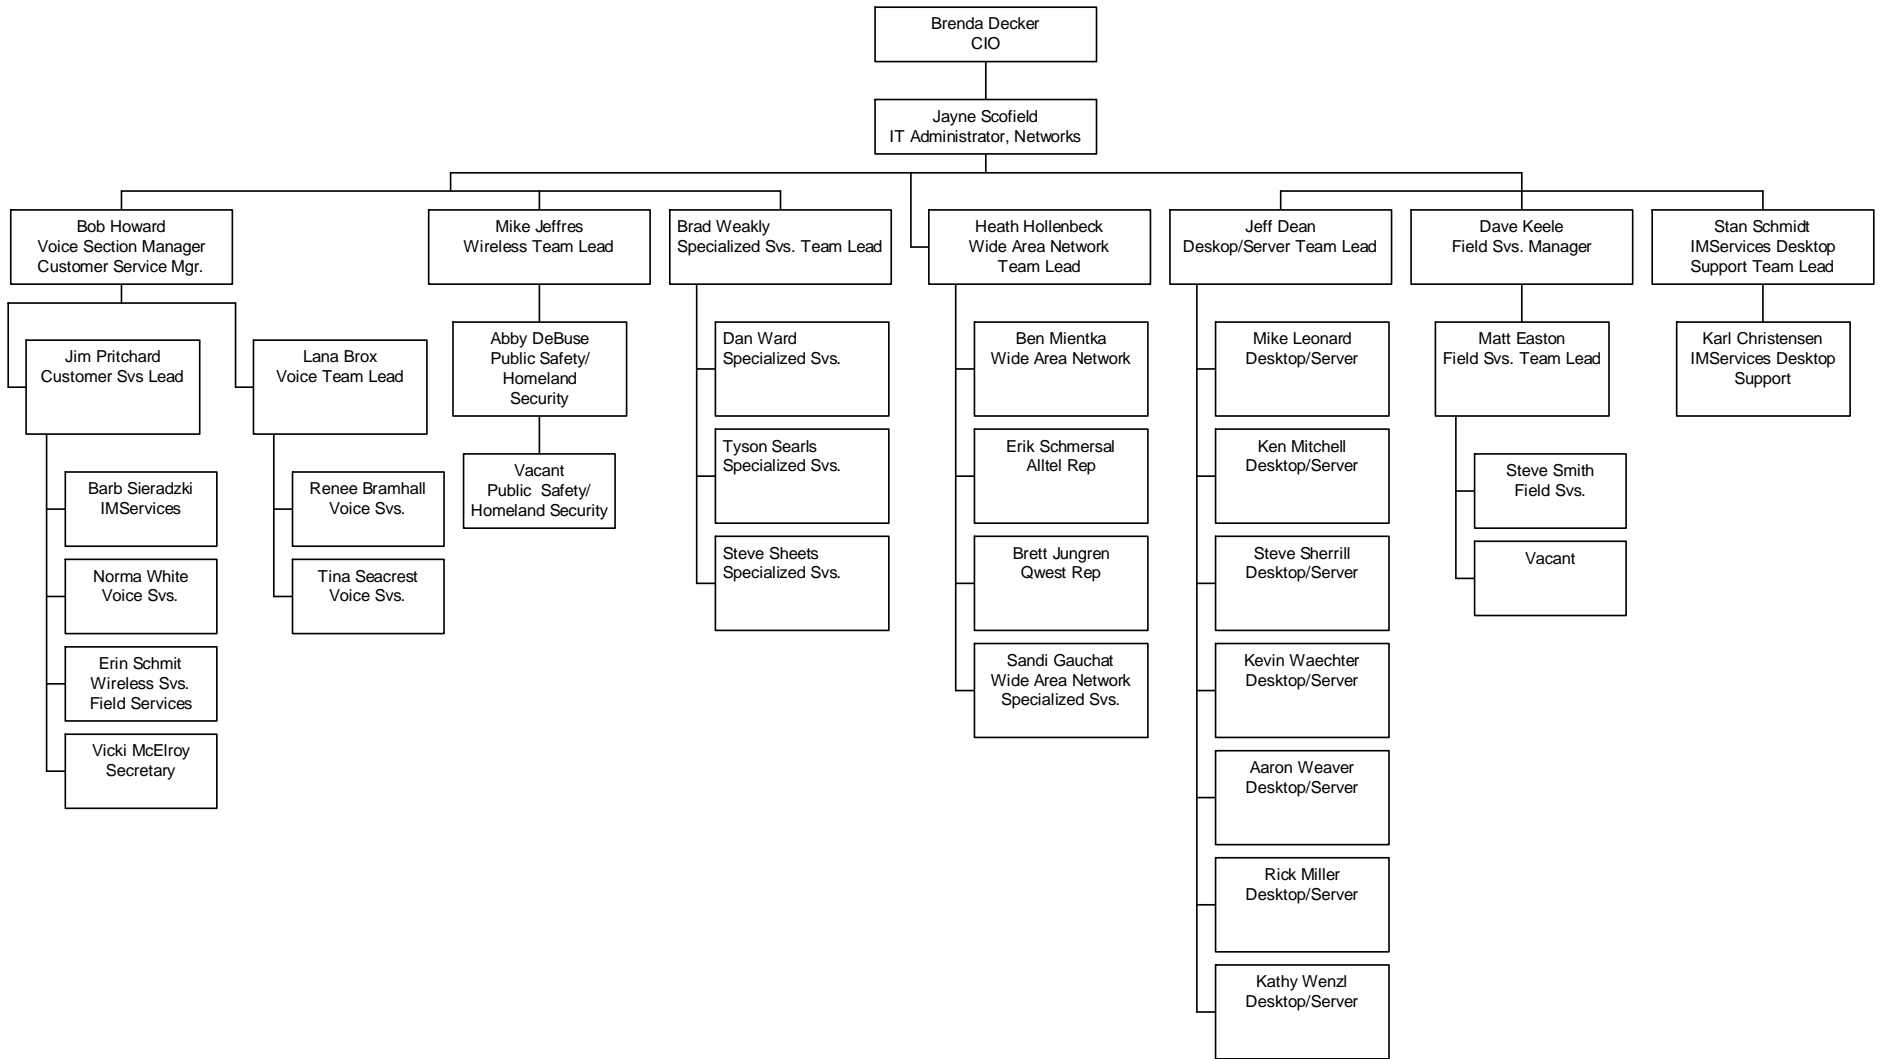 Brenda Decker
CIO
Jayne Scofield
IT Administrator, Networks
Bob Howard
Voice Section Manager
Customer Service Mgr.
Mike Jeffres
Wireless Team Lead
Brad Weakly
Specialized Svs. Team Lead
Heath Hollenbeck
Wide Area Network
Team Lead
Jeff Dean
Deskop/Server Team Lead
Dave Keele
Field Svs. Manager
Stan Schmidt
IMServices Desktop
Support Team Lead
Jim Pritchard
Customer Svs Lead
Lana Brox
Voice Team Lead
Abby DeBuse
Public Safety/
Homeland
Security
Dan Ward
Specialized Svs.
Ben Mientka
Wide Area Network
Mike Leonard
Desktop/Server
Matt Easton
Field Svs. Team Lead
Karl Christensen
IMServices Desktop
Support
Barb Sieradzki
IMServices
Renee Bramhall
Voice Svs.
Vacant
Public Safety/
Homeland Security
Tyson Searls
Specialized Svs.
Erik Schmersal
Alltel Rep
Ken Mitchell
Desktop/Server
Steve Smith
Field Svs.
Norma White
Voice Svs.
Tina Seacrest
Voice Svs.
Steve Sheets
Specialized Svs.
Brett Jungren
Qwest Rep
Steve Sherrill
Desktop/Server
Vacant
Erin Schmit
Wireless Svs.
Field Services
Sandi Gauchat
Wide Area Network
Specialized Svs.
Kevin Waechter
Desktop/Server
Vicki McElroy
Secretary
Aaron Weaver
Desktop/Server
Rick Miller
Desktop/Server
Kathy Wenzl
Desktop/Server